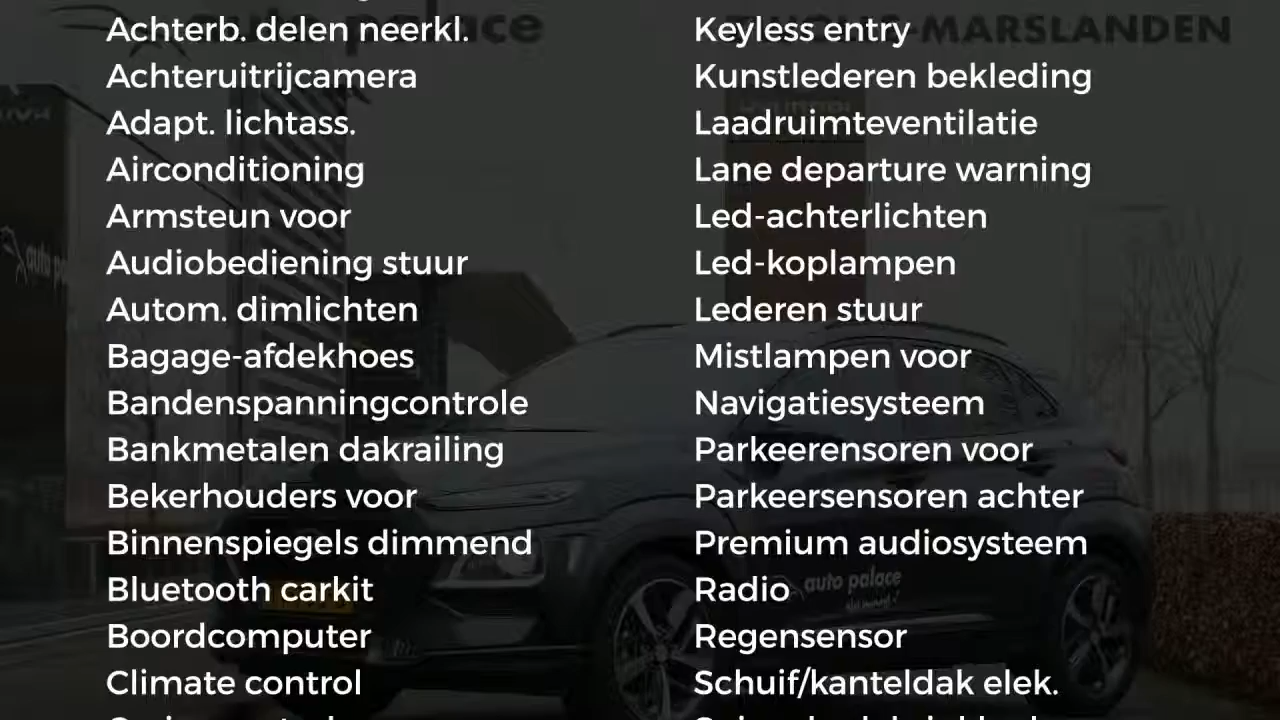 Achterb. delen neerkl.
Achteruitrijcamera
Adapt. lichtass.
Airconditioning
Armsteun voor
Audiobediening stuur
Autom. dimlichten
Bagage-afdekhoes
Bandenspanningcontrole
Bankmetalen dakrailing
Bekerhouders voor
Binnenspiegels dimmend
Bluetooth carkit
Boordcomputer
Climate control
Keyless entry
Kunstlederen bekleding
Laadruimteventilatie
Lane departure warning
Led-achterlichten
Led-koplampen
Lederen stuur
Mistlampen voor
Navigatiesysteem
Parkeerensoren voor
Parkeersensoren achter
Premium audiosysteem
Radio
Regensensor
Schuif/kanteldak elek.
palace
-MARSLANDEN
auto pa
auto palace